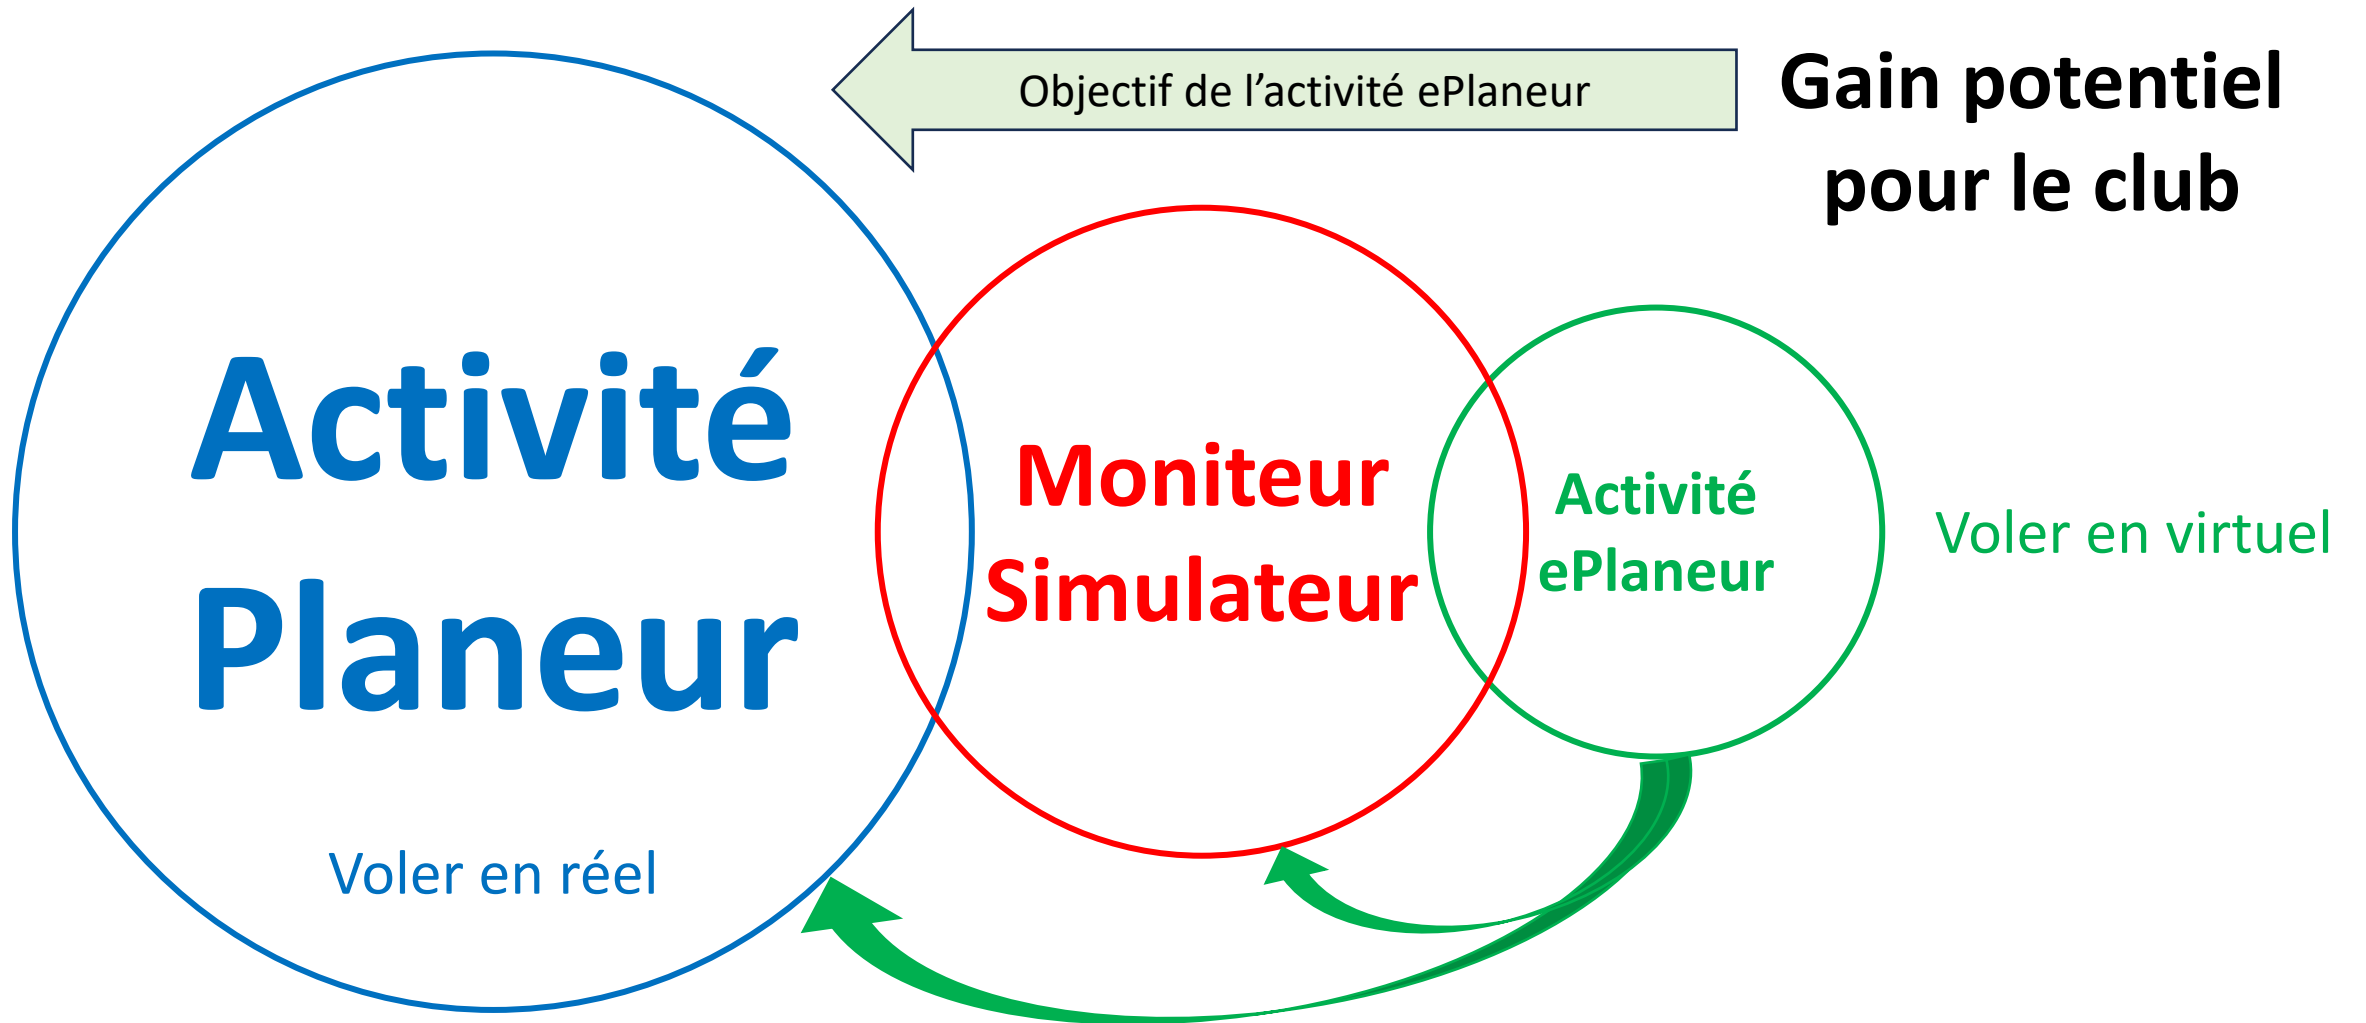 Objectif de l’activité ePlaneur
Gain potentiel
pour le club
Activité
Planeur
Voler en réel
Moniteur
Simulateur
Activité
ePlaneur
Voler en virtuel